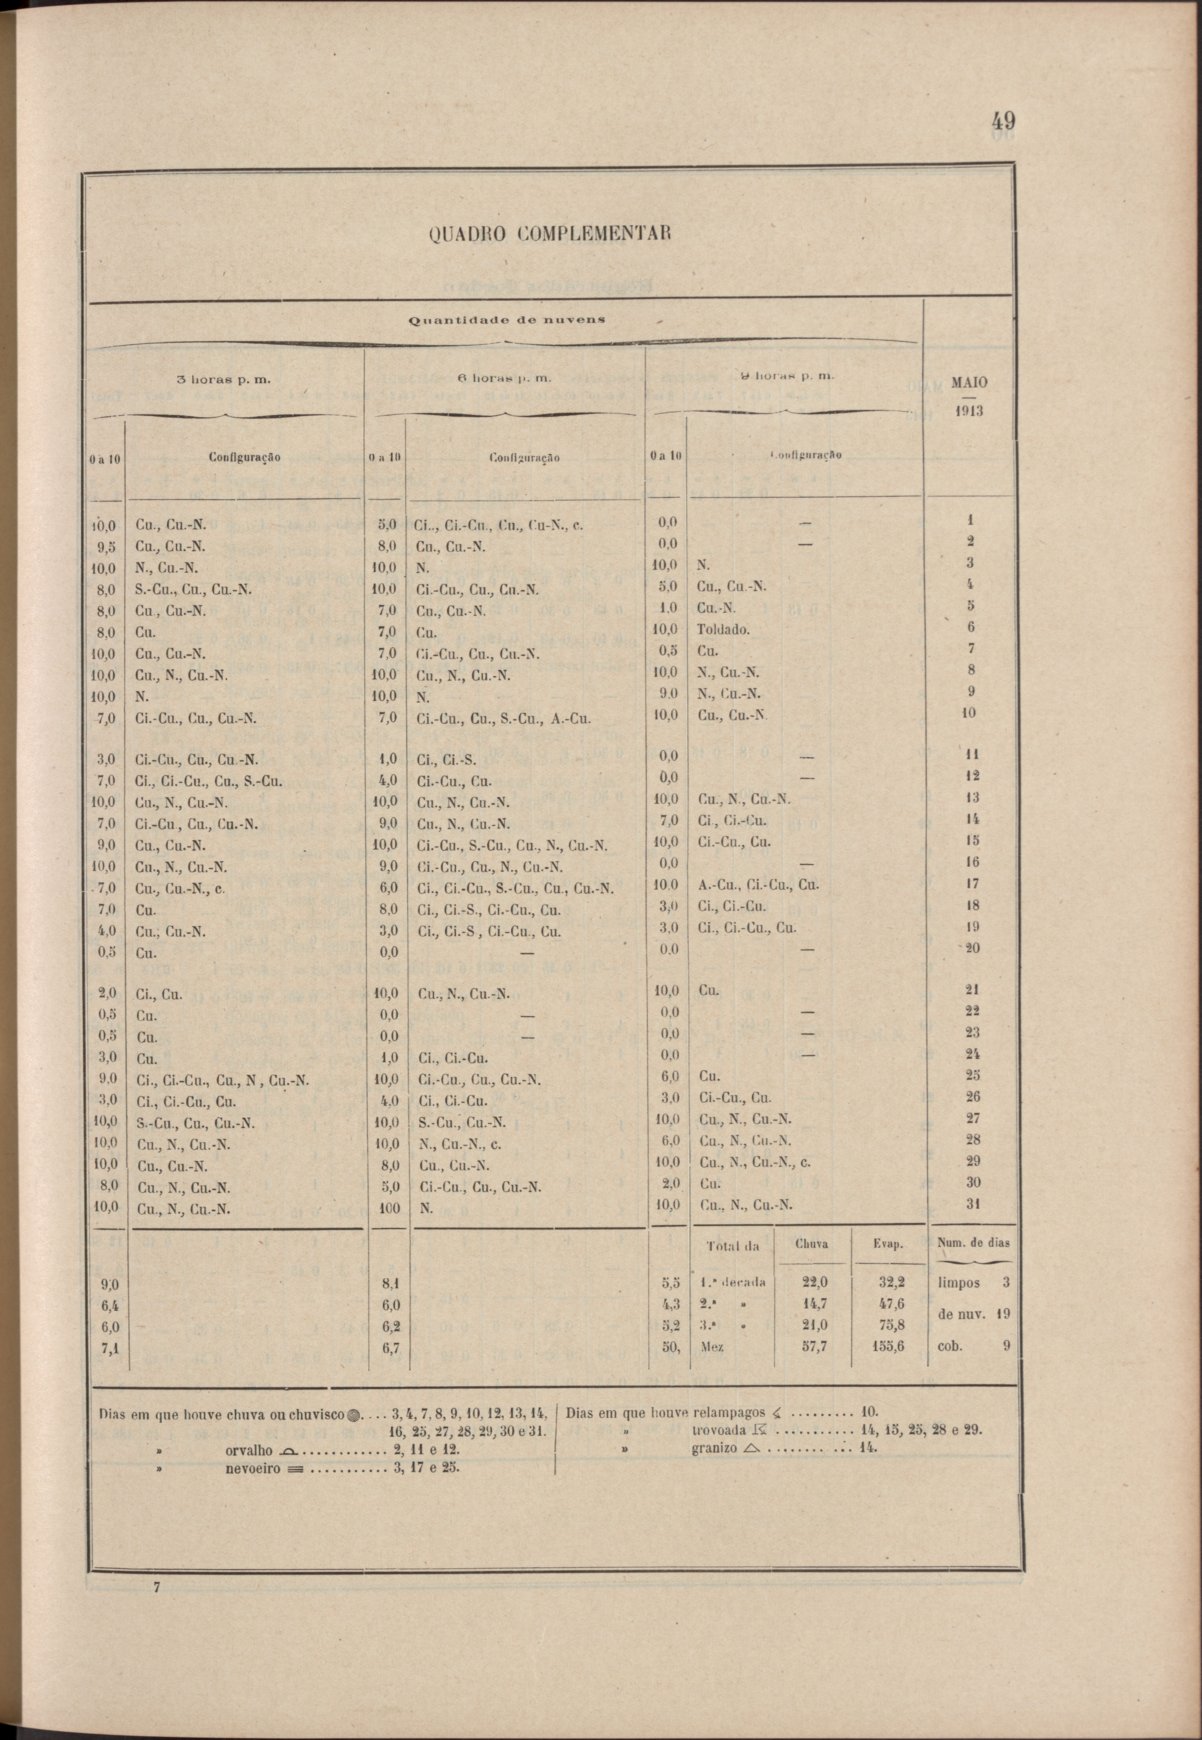 49
QUADRO COMPLEMENTAR
Quantidade de nuvens
3 horas p. m. 6 horas p. m. 9 horas p. m. MAIO
1913
0 a 10 Configuração 0 a 10 Configuração 0 a 10 Configuração
10,0 Cu., Cu.-N. 5,0 Ci., Ci.-Cu., Cu., Cu-N., c. 0,0 — 1
9,5 Cu., Cu.-N. 8,0 Cu., Cu.-N. 0,0 — 2
10,0 N., Cu.-N. 10,0 N. 10,0 N. 3
8,0 S.-Cu., Cu., Cu.-N. 10,0 Ci.-Cu., Cu., Cu.-N. 5,0 Cu., Cu.-N. 4
8,0 Cu., Cu.-N. 7,0 Cu., Cu.-N. 1,0 Cu.-N. 5
8,0 Cu. 7,0 Cu. 10,0 Toldado. 6
10,0 Cu., Cu.-N. 7,0 Ci.-Cu., Cu., Cu.-N. 0,5 Cu. 7
10,0 Cu., N., Cu.-N. 10,0 Cu., N., Cu.-N. 10,0 N., Cu.-N. 8
10,0 N. 10,0 N. 9,0 N., Cu.-N. 9
7,0 Ci.-Cu., Cu., Cu.-N. 7,0 Ci.-Cu., Cu., S.-Cu., A.-Cu. 10,0 Cu., Cu.-N. 10
3,0 Ci.-Cu., Cu., Cu.-N. 1,0 Ci., Ci.-S. 0,0 — 11
7,0 Ci., Ci.-Cu., Cu., S.-Cu. 4,0 Ci.-Cu., Cu. 0,0 — 12
10,0 Cu., N., Cu.-N. 10,0 Cu., N., Cu.-N. 10,0 Cu., N., Cu.-N. 13
7,0 Ci.-Cu., Cu., Cu.-N. 9,0 Cu., N., Cu.-N. 7,0 Ci., Ci.-Cu. 14
9,0 Cu., Cu.-N. 10,0 Ci.-Cu., S.-Cu., Cu., N., Cu.-N. 10,0 Ci.-Cu., Cu. 15
10,0 Cu., N., Cu.-N. 9,0 Ci.-Cu., Cu., N., Cu.-N. 0,0 — 16
7,0 Cu., Cu.-N., c. 6,0 Ci., Ci.-Cu., S.-Cu., Cu., Cu.-N. 10,0 A.-Cu., Ci.-Cu., Cu. 17
7,0 Cu. 8,0 Ci., Ci.-S., Ci.-Cu., Cu. 3,0 Ci., Ci.-Cu. 18
4,0 Cu., Cu.-N. 3,0 Ci., Ci.-S., Ci.-Cu., Cu. 3,0 Ci., Ci.-Cu., Cu. 19
0,5 Cu. 0,0 — 0,0 — 20
2,0 Ci., Cu. 10,0 Cu., N., Cu.-N. 10,0 Cu. 21
0,5 Cu. 0,0 — 0,0 — 22
0,5 Cu. 0,0 — 0,0 — 23
3,0 Cu. 1,0 Ci., Ci.-Cu. 0,0 — 24
9,0 Ci., Ci.-Cu., Cu., N., Cu.-N. 10,0 Ci.-Cu., Cu., Cu.-N. 6,0 Cu. 25
3,0 Ci., Ci.-Cu., Cu. 4,0 Ci., Ci.-Cu. 3,0 Ci.-Cu., Cu. 26
10,0 S.-Cu., Cu., Cu.-N. 10,0 S.-Cu., Cu.-N. 10,0 Cu., N., Cu.-N. 27
10,0 Cu., N., Cu.-N. 10,0 N., Cu.-N., c. 6,0 Cu., N., Cu.-N. 28
10,0 Cu., Cu.-N. 8,0 Cu., Cu.-N. 10,0 Cu., N., Cu.-N., c. 29
8,0 Cu., N., Cu.-N. 5,0 Ci.-Cu., Cu., Cu.-N. 2,0 Cu. 30
10,0 Cu., N., Cu.-N. 100 N. 10,0 Cu., N., Cu.-N. 31
Total da Chuva Evap. Num. de dias
9,0 8,1 5,5 1.ª decada 22,0 32,2 limpos 3
6,4 6,0 4,3 2.ª » 14,7 47,6
de nuv. 19
6,0 6,2 5,2 3.ª » 21,0 75,8
7,1 6,7 50, Mez 57,7 155,6 cob. 9
Dias em que houve chuva ou chuvisco .... 3, 4, 7, 8, 9, 10, 12, 13, 14,
16, 25, 27, 28, 29, 30 e 31.
» orvalho ............ 2, 11 e 12.
» nevoeiro ........... 3, 17 e 25.
Dias em que houve relampagos ......... 10.
» trovoada ........... 14, 15, 25, 28 e 29.
» granizo ............ 14.
7